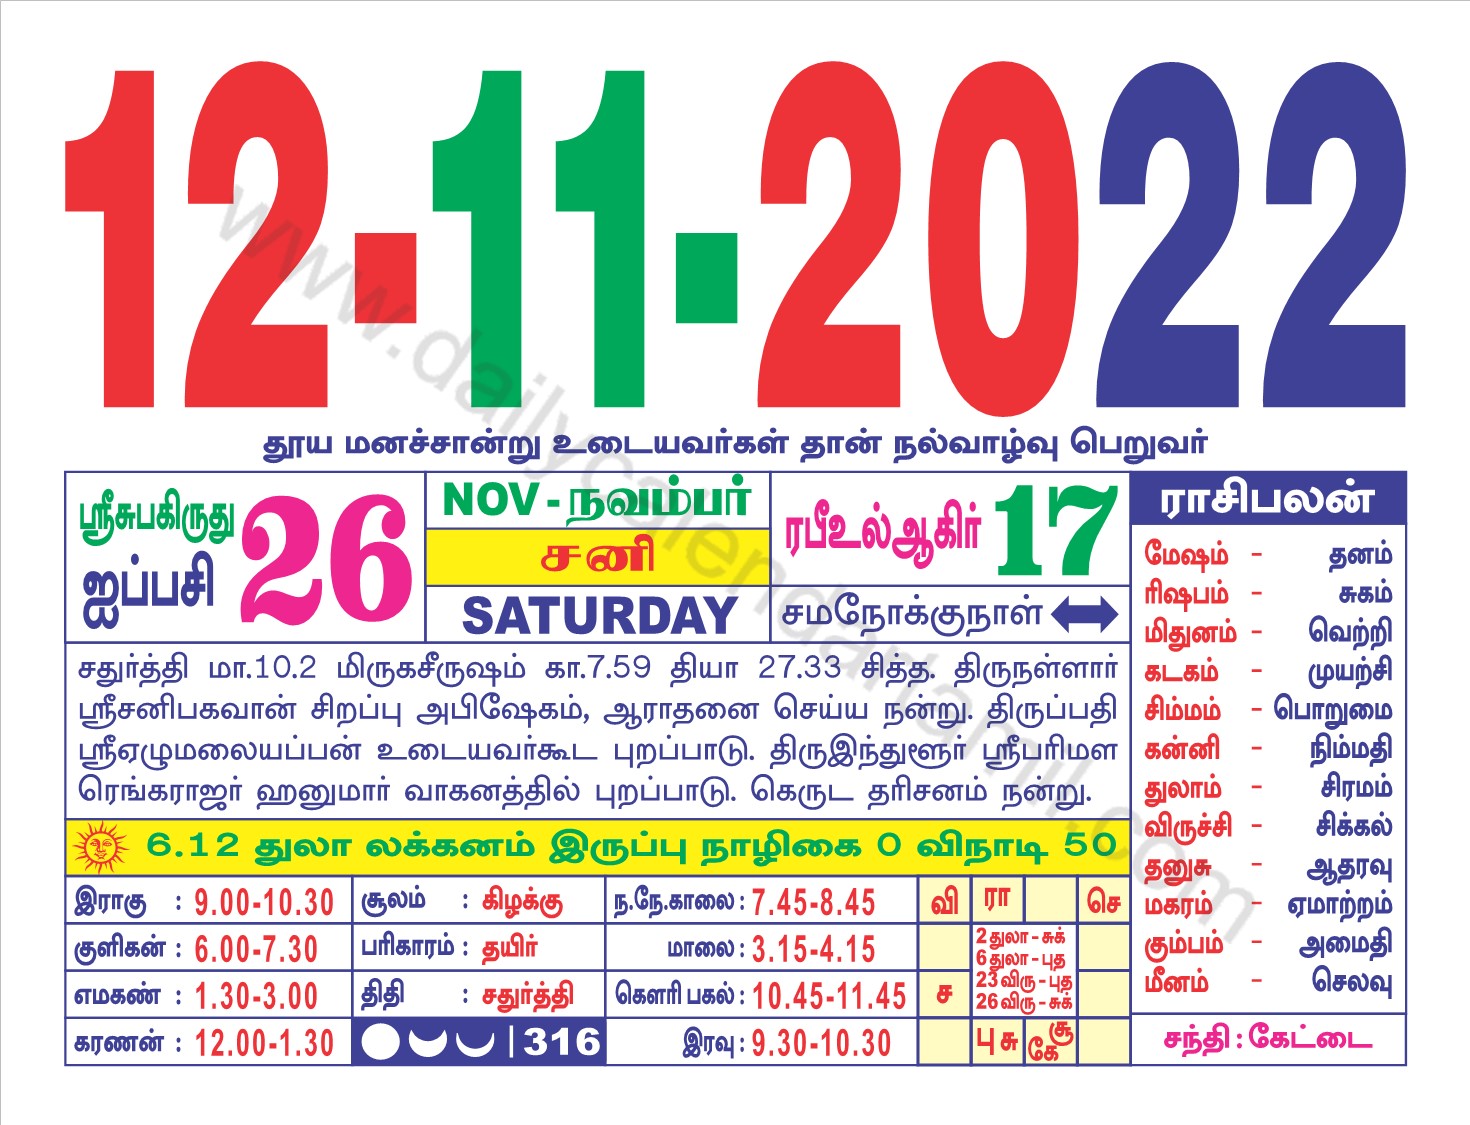 12-11-2022
தூய மனச்சான்று உடையவர்கள் தான் நல்வாழ்வு பெறுவர்
ஸ்ரீசுபகிருது
ஐப்பசி 26
NOV - நவம்பர்
சனி
SATURDAY
ரபீஉல்ஆகிர் 17
சமநோக்குநாள்
சதுர்த்தி மா.10.2 மிருகசீருஷம் கா.7.59 தியா 27.33 சித்த. திருநள்ளார்
ஸ்ரீசனிபகவான் சிறப்பு அபிஷேகம், ஆராதனை செய்ய நன்று. திருப்பதி
ஸ்ரீஏழுமலையப்பன் உடையவர்கூட புறப்பாடு. திருஇந்துளூர் ஸ்ரீபரிமள
ரெங்கராஜர் ஹனுமார் வாகனத்தில் புறப்பாடு. கெருட தரிசனம் நன்று.
6.12 துலா லக்கனம் இருப்பு நாழிகை 0 விநாடி 50
இராகு : 9.00-10.30
குளிகன் : 6.00-7.30
எமகண் : 1.30-3.00
கரணன் : 12.00-1.30
சூலம் : கிழக்கு
பரிகாரம் : தயிர்
திதி : சதுர்த்தி
| 316
ந.நே.காலை : 7.45-8.45
மாலை : 3.15-4.15
கௌரி பகல் : 10.45-11.45
இரவு : 9.30-10.30
வி ரா செ
2 துலா - சுக்
6 துலா - புத
23 விரு - புத
26 விரு - சுக்
ச
பு சு கே சூ
ராசிபலன்
மேஷம் - தனம்
ரிஷபம் - சுகம்
மிதுனம் - வெற்றி
கடகம் - முயற்சி
சிம்மம் - பொறுமை
கன்னி - நிம்மதி
துலாம் - சிரமம்
விருச்சி - சிக்கல்
தனுசு - ஆதரவு
மகரம் - ஏமாற்றம்
கும்பம் - அமைதி
மீனம் - செலவு
சந்தி : கேட்டை
www.dailycalendartamil.com